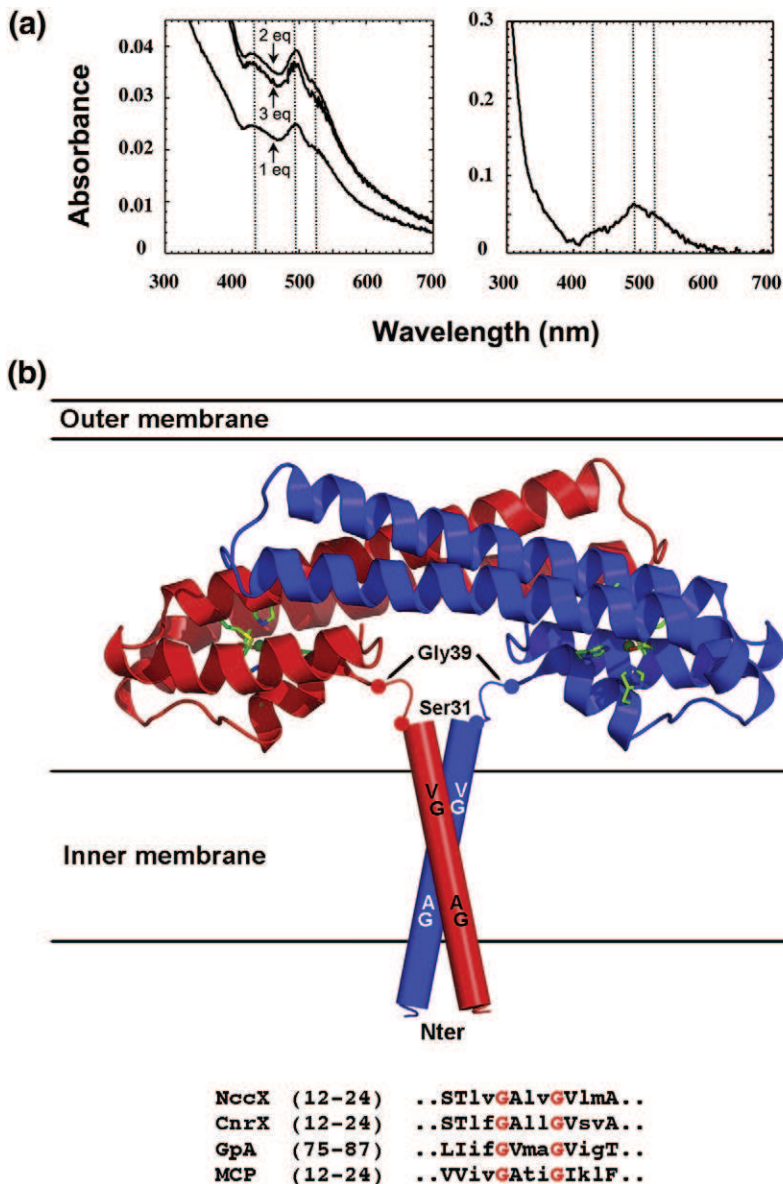 (a)
0.04
0.03
0.02
0.01
0
2 eq
3 eq
1 eq
300 400 500 600 700
Absorbance
0.3
0.2
0.1
0
300 400 500 600 700
Wavelength (nm)
(b)
Outer membrane
Gly39
Ser31
V
G
V
G
Inner membrane
A
G
A
G
Nter
NccX (12-24) ..STlvGAlvGVlmA..
CnrX (12-24) ..STlfGAllGVsvA..
GpA (75-87) ..LIifGVmaGVigT..
MCP (12-24) ..VVivGAtiGIklF..